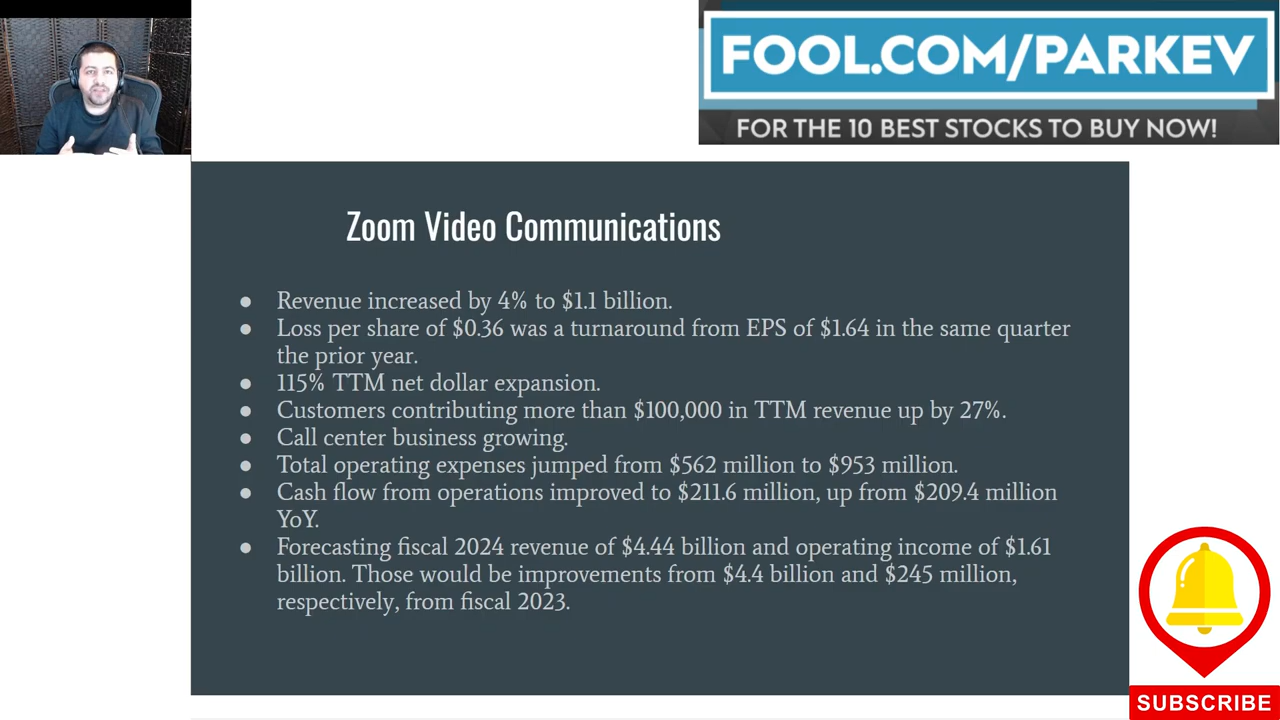 FOOL.COM/PARKEV
FOR THE 10 BEST STOCKS TO BUY NOW!
Zoom Video Communications
● Revenue increased by 4% to $1.1 billion.
● Loss per share of $0.36 was a turnaround from EPS of $1.64 in the same quarter
the prior year.
● 115% TTM net dollar expansion.
● Customers contributing more than $100,000 in TTM revenue up by 27%.
● Call center business growing.
● Total operating expenses jumped from $562 million to $953 million.
● Cash flow from operations improved to $211.6 million, up from $209.4 million
YoY.
● Forecasting fiscal 2024 revenue of $4.44 billion and operating income of $1.61
billion. Those would be improvements from $4.4 billion and $245 million,
respectively, from fiscal 2023.
SUBSCRIBE